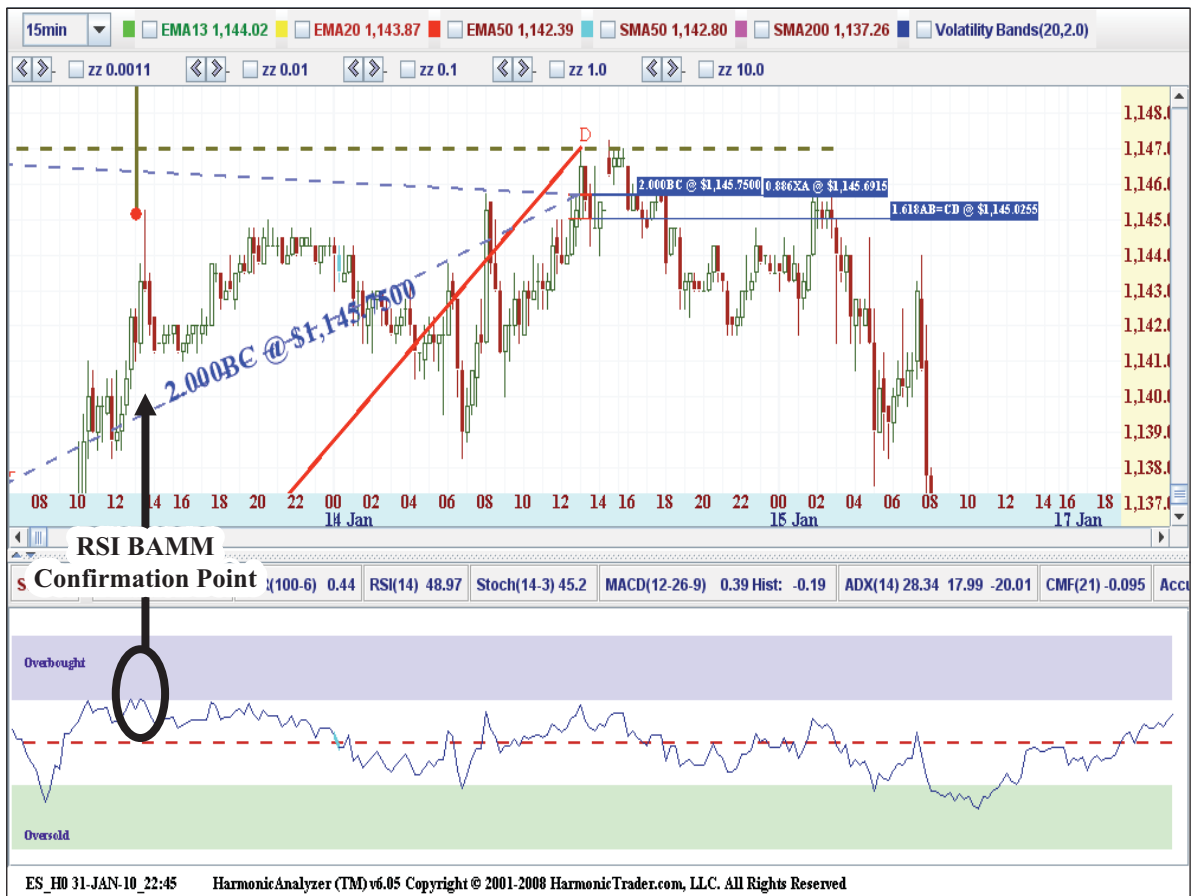 15min EMA13 1,144.02 EMA20 1,143.87 EMA50 1,142.39 SMA50 1,142.80 SMA200 1,137.26 Volatility Bands(20,2.0)
zz 0.0011 zz 0.01 zz 0.1 zz 1.0 zz 10.0
1,148.0
D
1,147.0
2.000BC @ $1,145.7500 0.886XA @ $1,145.6915
1,146.0
1.618AB=CD @ $1,145.0255
1,145.0
1,144.0
1,143.0
2.000BC @ $1,145.7500
1,142.0
1,141.0
1,140.0
1,139.0
1,138.0
08 10 12 14 16 18 20 22 00 02 04 06 08 10 12 14 16 18 20 22 00 02 04 06 08 10 12 14 16 18
1,137.0
14 Jan 15 Jan 17 Jan
RSI BAMM
Confirmation Point
(100-6) 0.44 RSI(14) 48.97 Stoch(14-3) 45.2 MACD(12-26-9) 0.39 Hist: -0.19 ADX(14) 28.34 17.99 -20.01 CMF(21) -0.095
Overbought
Oversold
ES_H0 31-JAN-10_22:45 HarmonicAnalyzer (TM) v6.05 Copyright © 2001-2008 HarmonicTrader.com, LLC. All Rights Reserved